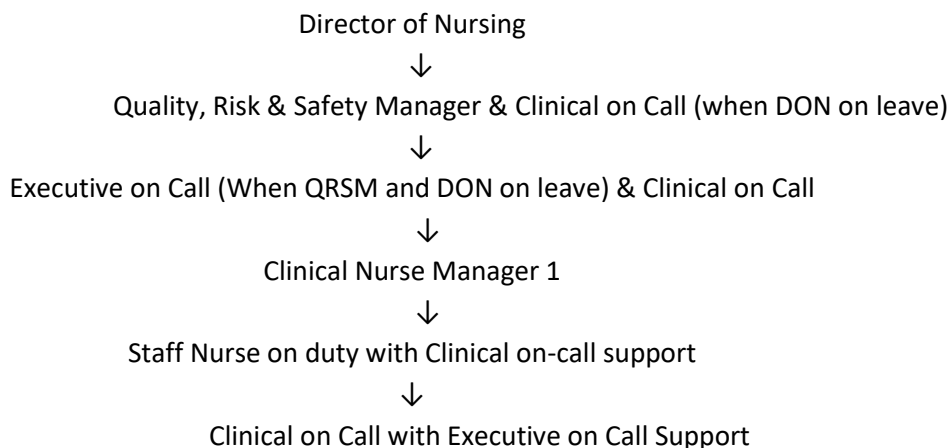 Director of Nursing
↓
Quality, Risk & Safety Manager & Clinical on Call (when DON on leave)
↓
Executive on Call (When QRSM and DON on leave) & Clinical on Call
↓
Clinical Nurse Manager 1
↓
Staff Nurse on duty with Clinical on-call support
↓
Clinical on Call with Executive on Call Support